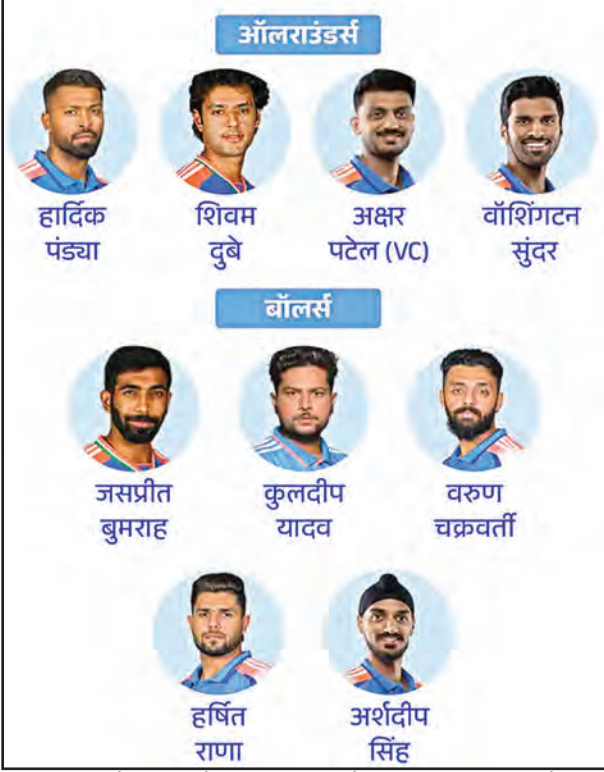 ऑलराउंडर्स
हार्दिक शिवम अक्षर वॉशिंगटन
पंड्या दुबे पटेल (VC) सुंदर
बॉलर्स
जसप्रीत कुलदीप वरुण
बुमराह यादव चक्रवर्ती
हर्षित अर्शदीप
राणा सिंह